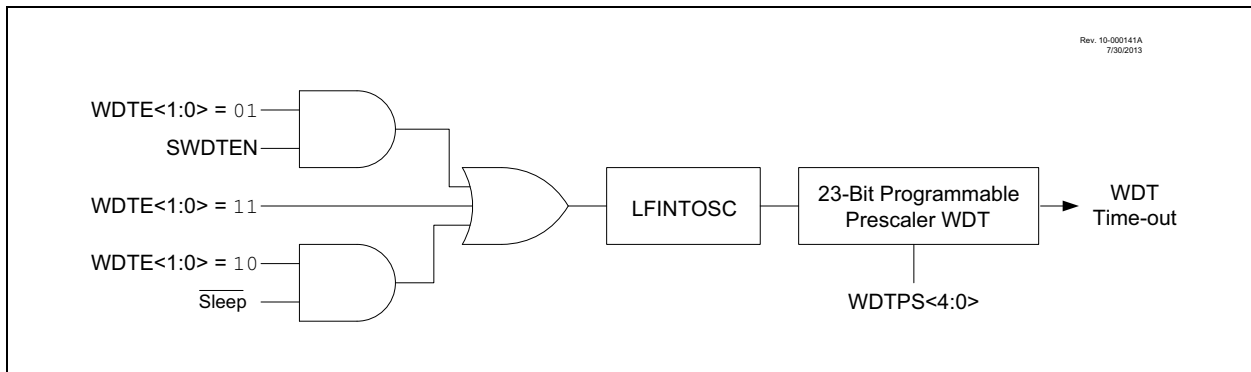 Rev. 10-000141A
7/30/2013
WDTE<1:0> = 01
SWDTEN
WDTE<1:0> = 11
WDTE<1:0> = 10
Sleep
LFINTOSC
23-Bit Programmable
Prescaler WDT
WDT
Time-out
WDTPS<4:0>